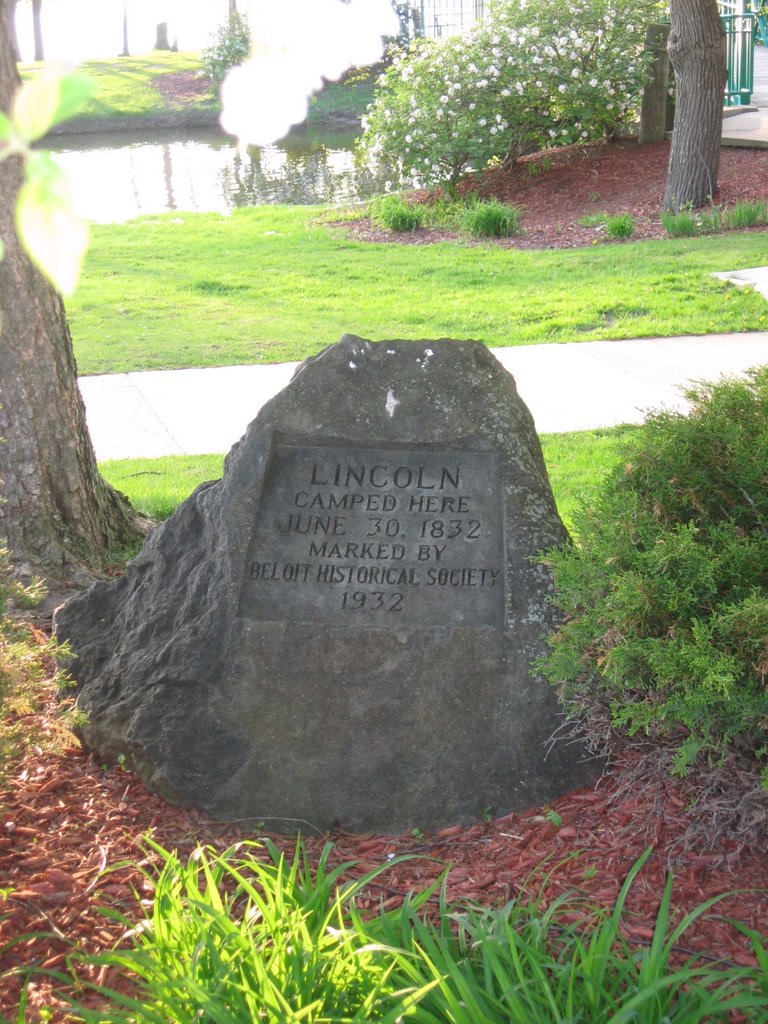 LINCOLN
CAMPED HERE
JUNE 30, 1832
MARKED BY
BELOIT HISTORICAL SOCIETY
1932